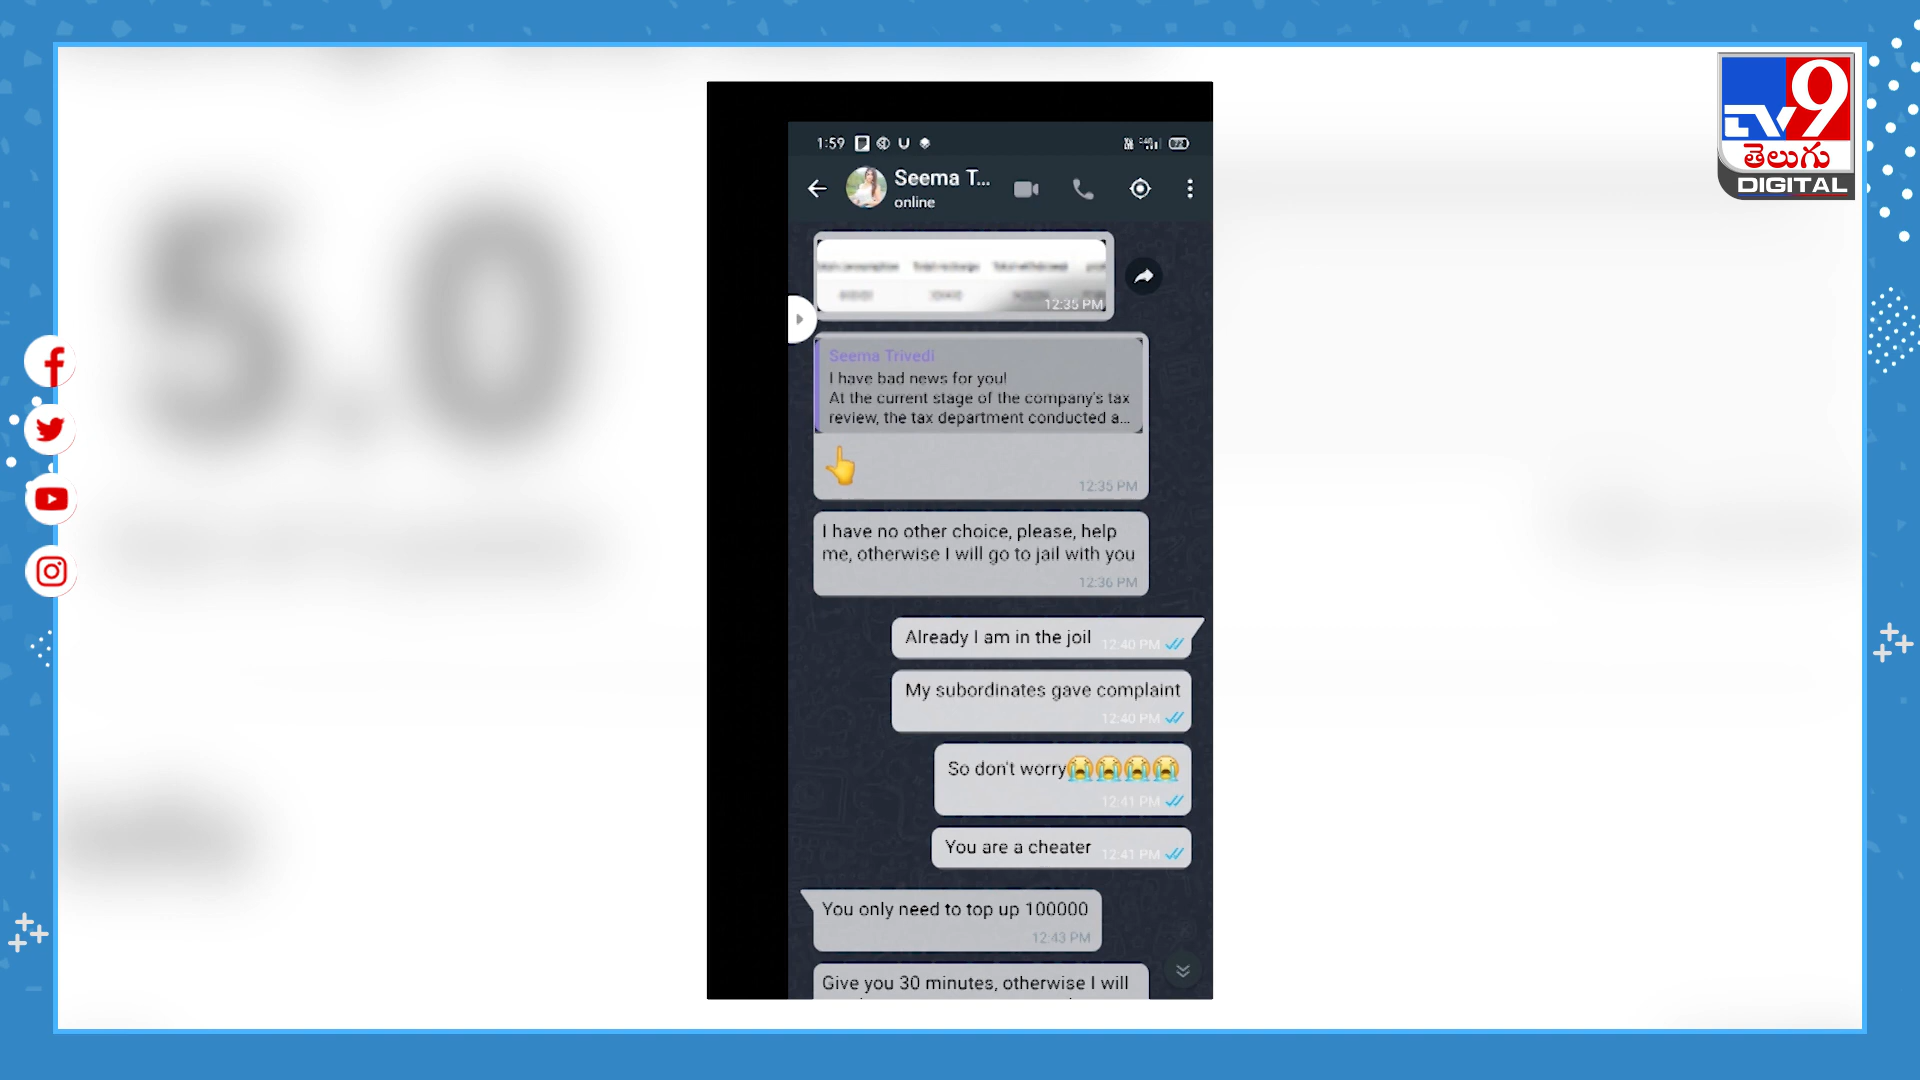 TV9
తెలుగు
DIGITAL
5.0
1:59
72
Seema T...
online
12:35 PM
Seema Trivedi
I have bad news for you!
At the current stage of the company's tax
review, the tax department conducted a...
👆
12:35 PM
I have no other choice, please, help
me, otherwise I will go to jail with you
12:36 PM
Already I am in the joil
12:40 PM
My subordinates gave complaint
12:40 PM
So don't worry😭😭😭😭
12:41 PM
You are a cheater
12:41 PM
You only need to top up 100000
12:43 PM
Give you 30 minutes, otherwise I will